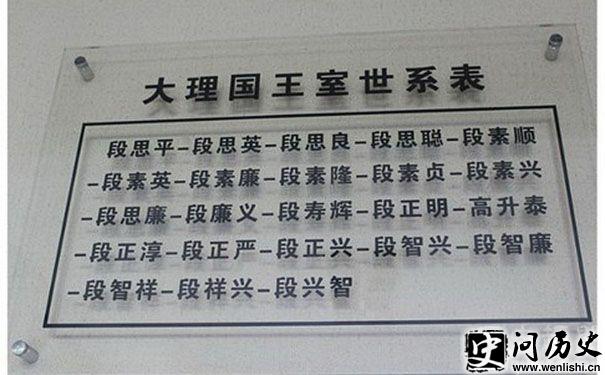 大理国王室世系表
段思平-段思英-段思良-段思聪-段素顺
-段素英-段素廉-段素隆-段素贞-段素兴
-段思廉-段廉义-段寿辉-段正明-高升泰
-段正淳-段正严-段正兴-段智兴-段智廉
-段智祥-段祥兴-段兴智
史问历史
www.wenlishi.cn